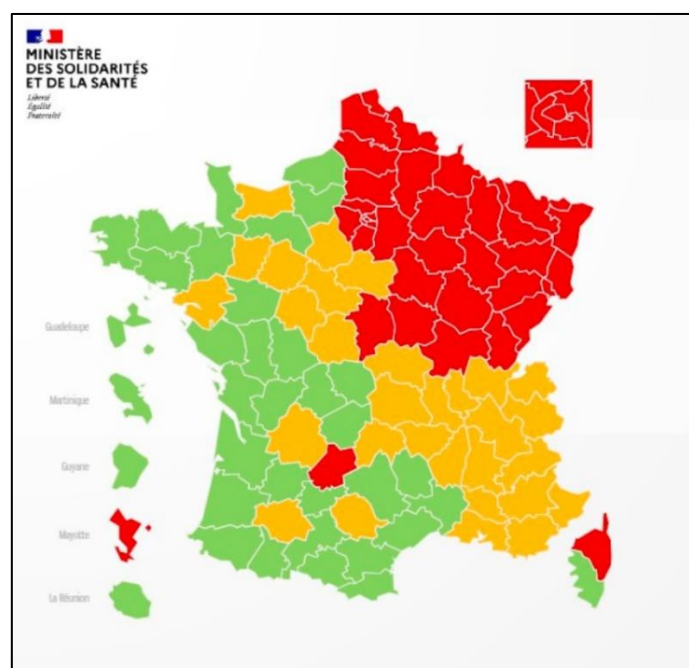 MINISTÈRE
DES SOLIDARITÉS
ET DE LA SANTÉ
Liberté
Égalité
Fraternité
Guadeloupe
Martinique
Guyane
Mayotte
La Réunion